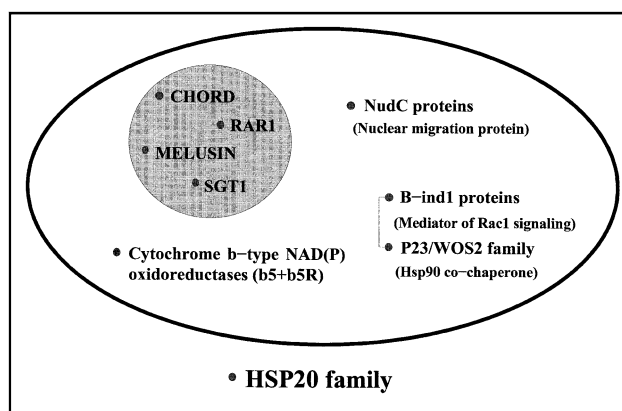 CHORD
RAR1
MELUSIN
SGT1
NudC proteins
(Nuclear migration protein)
B-ind1 proteins
(Mediator of Rac1 signaling)
P23/WOS2 family
(Hsp90 co-chaperone)
Cytochrome b-type NAD(P)
oxidoreductases (b5+b5R)
HSP20 family